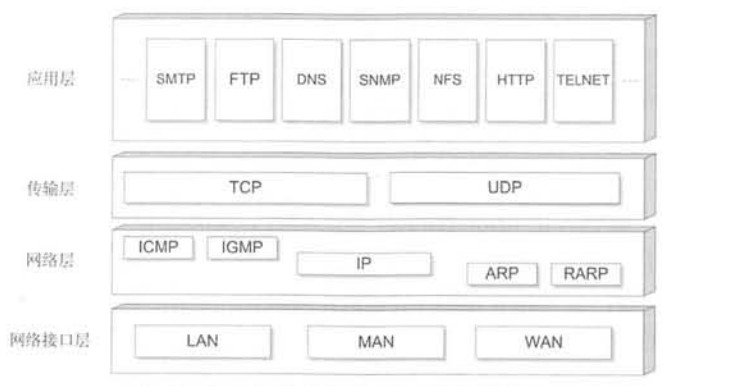 应用层
... SMTP FTP DNS SNMP NFS HTTP TELNET ...
传输层
TCP UDP
网络层
ICMP IGMP IP ARP RARP
网络接口层
LAN MAN WAN